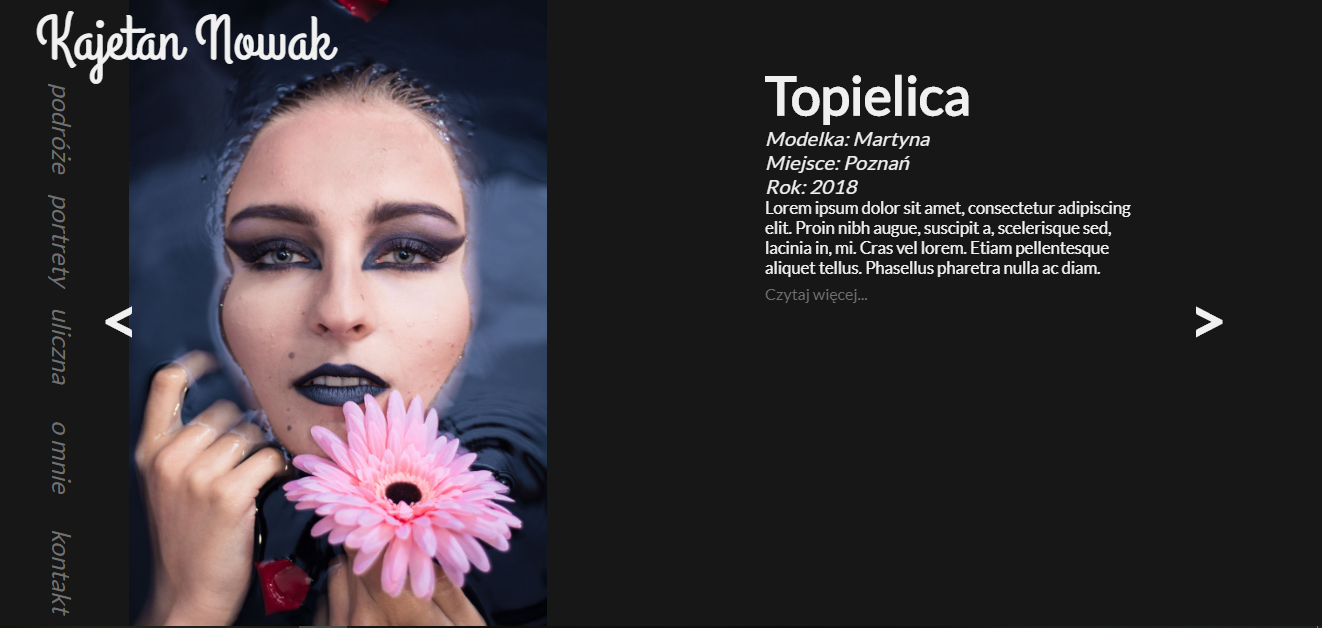 Kajetan Nowak
podróże
portrety
uliczna
o mnie
kontakt
<
Topielica
Modelka: Martyna
Miejsce: Poznań
Rok: 2018
Lorem ipsum dolor sit amet, consectetur adipiscing
elit. Proin nibh augue, suscipit a, scelerisque sed,
lacinia in, mi. Cras vel lorem. Etiam pellentesque
aliquet tellus. Phasellus pharetra nulla ac diam.
Czytaj więcej...
>